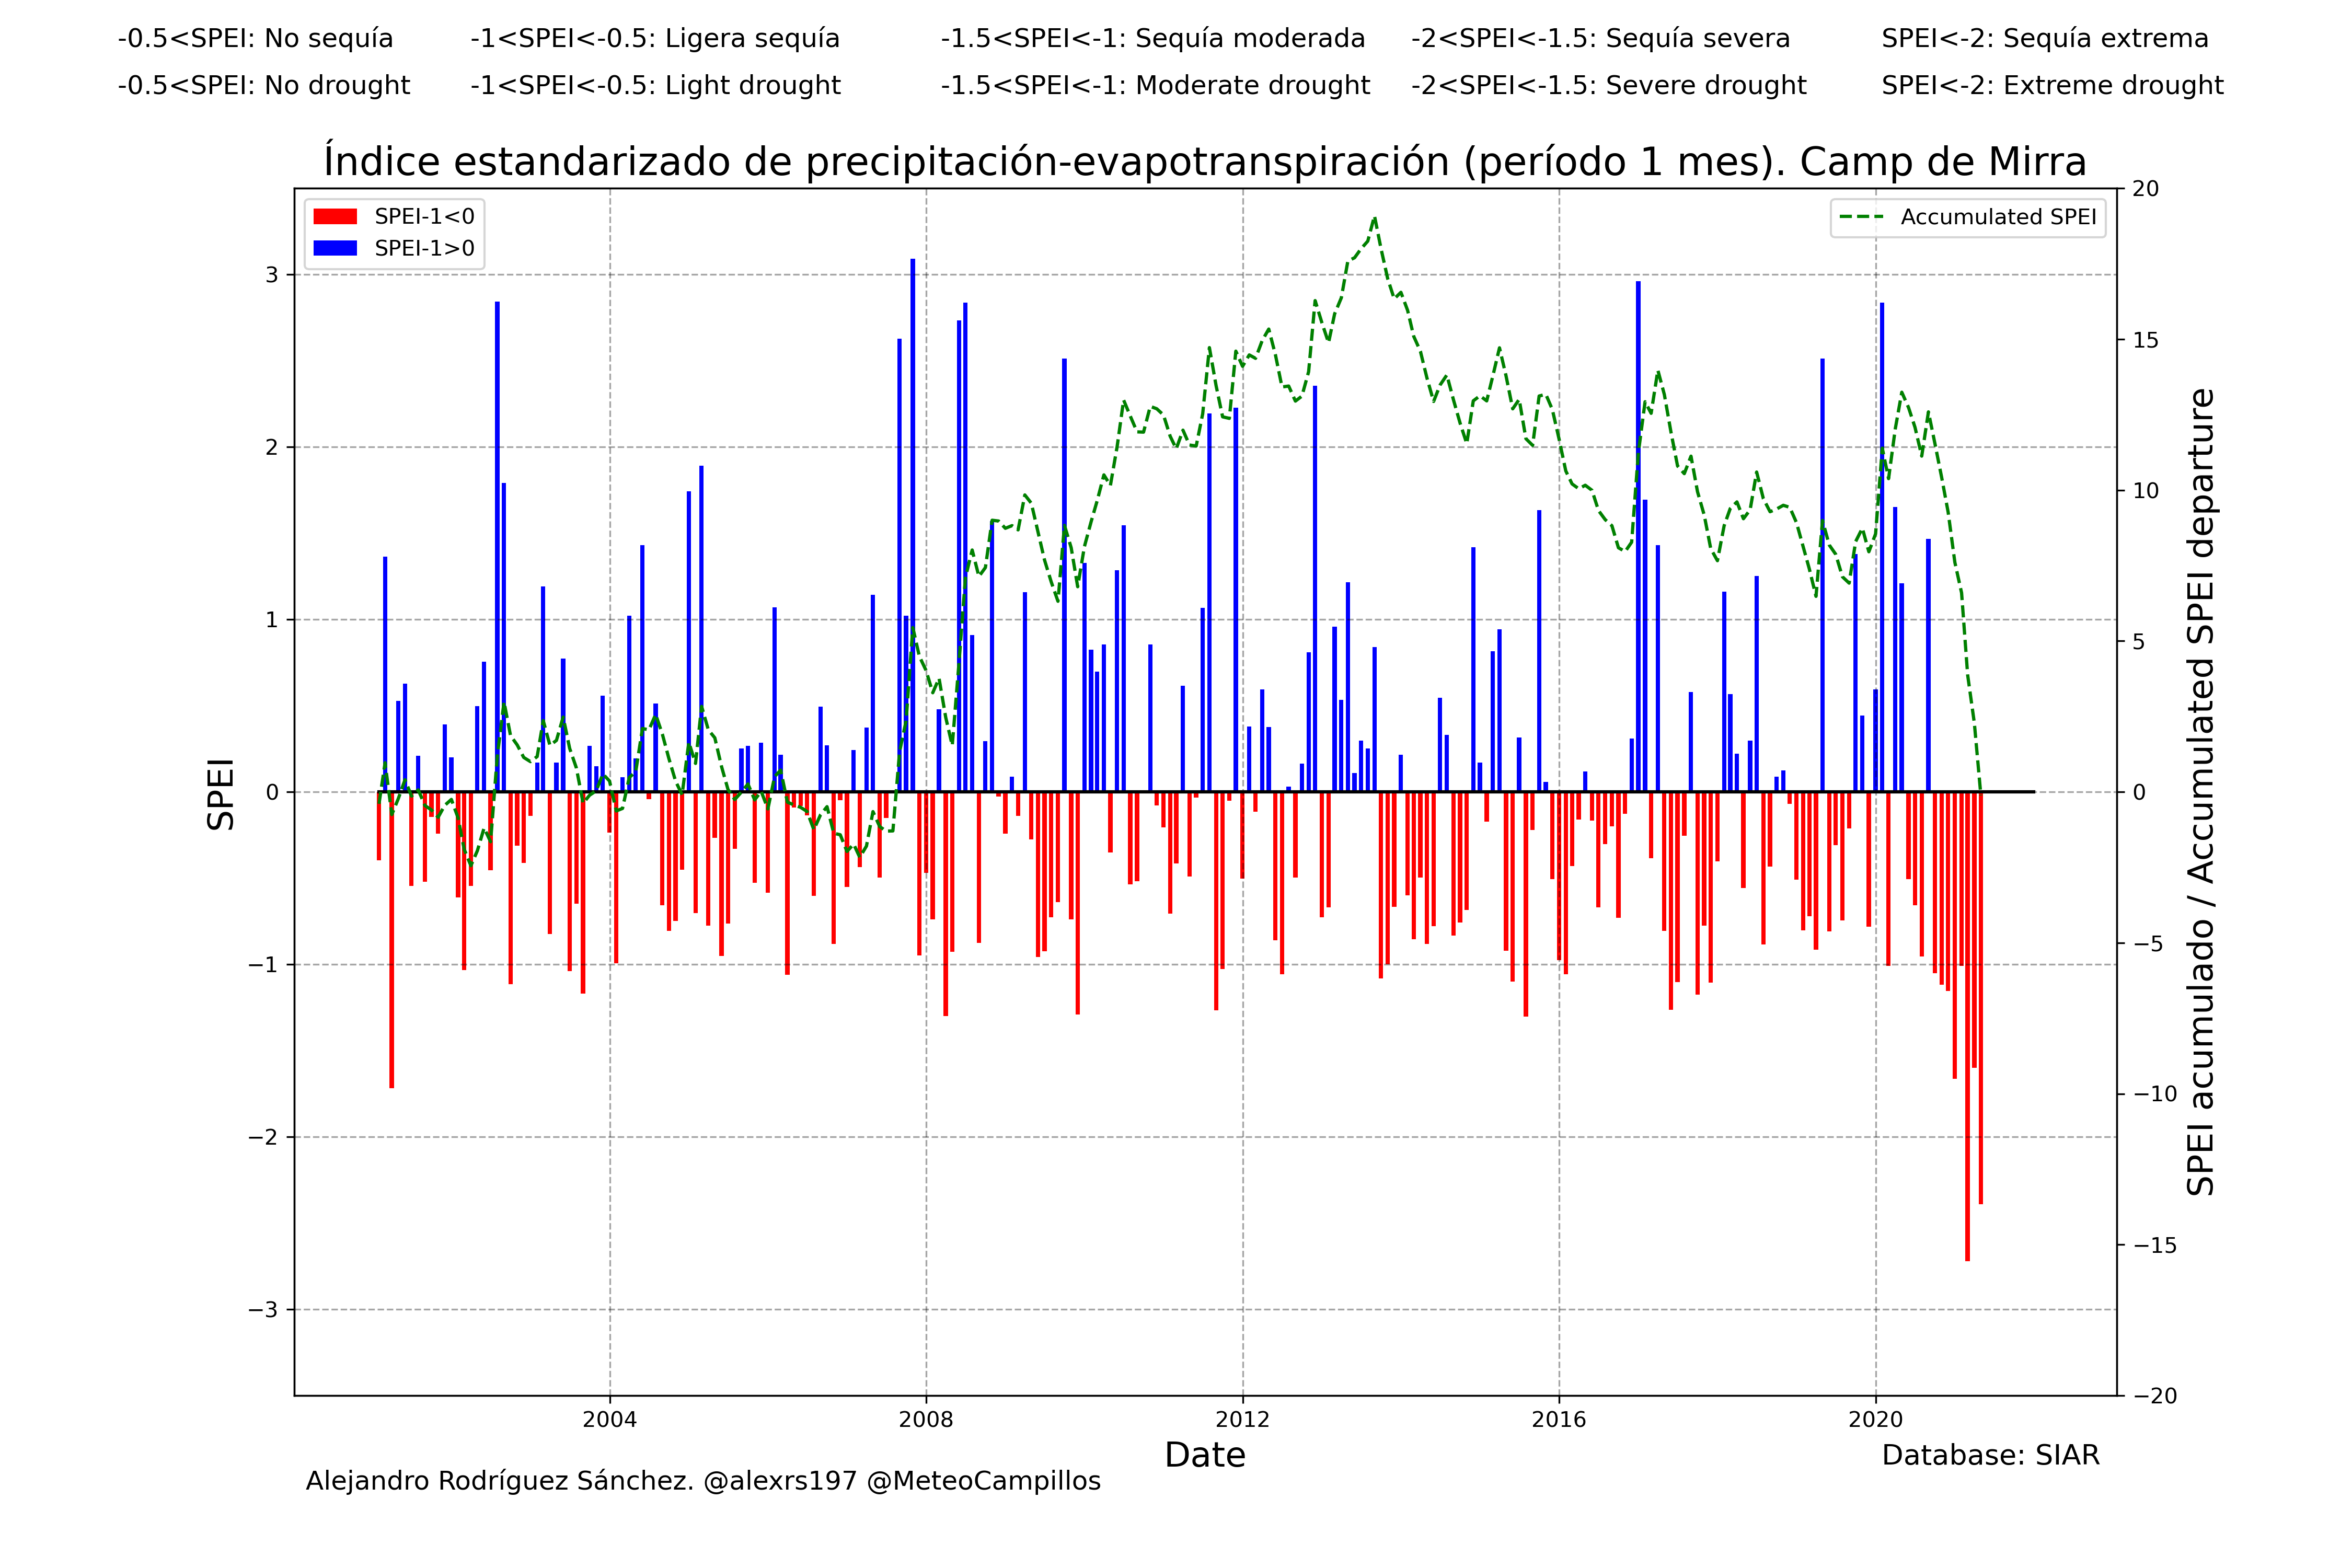 -0.5<SPEI: No sequía -1<SPEI<-0.5: Ligera sequía -1.5<SPEI<-1: Sequía moderada -2<SPEI<-1.5: Sequía severa SPEI<-2: Sequía extrema
-0.5<SPEI: No drought -1<SPEI<-0.5: Light drought -1.5<SPEI<-1: Moderate drought -2<SPEI<-1.5: Severe drought SPEI<-2: Extreme drought
Índice estandarizado de precipitación-evapotranspiración (período 1 mes). Camp de Mirra
SPEI-1<0
SPEI-1>0
Accumulated SPEI
SPEI
3
2
1
0
−1
−2
−3
20
15
10
5
0
−5
−10
−15
−20
SPEI acumulado / Accumulated SPEI departure
2004 2008 2012 2016 2020
Date
Database: SIAR
Alejandro Rodríguez Sánchez. @alexrs197 @MeteoCampillos